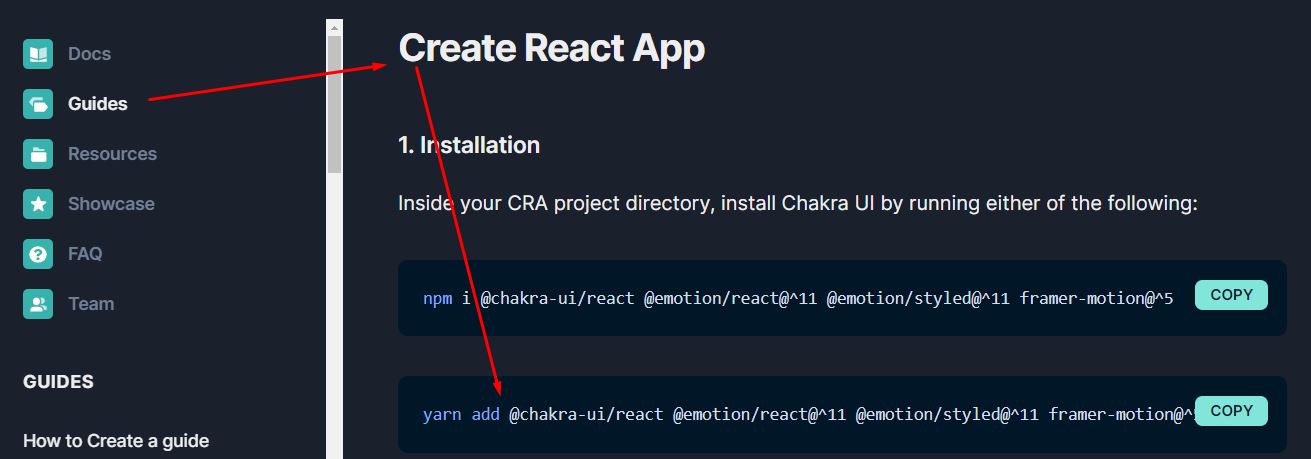 Docs
Guides
Resources
Showcase
FAQ
Team
GUIDES
How to Create a guide
Create React App
1. Installation
Inside your CRA project directory, install Chakra UI by running either of the following:
npm i @chakra-ui/react @emotion/react@^11 @emotion/styled@^11 framer-motion@^5
COPY
yarn add @chakra-ui/react @emotion/react@^11 @emotion/styled@^11 framer-motion@^
COPY